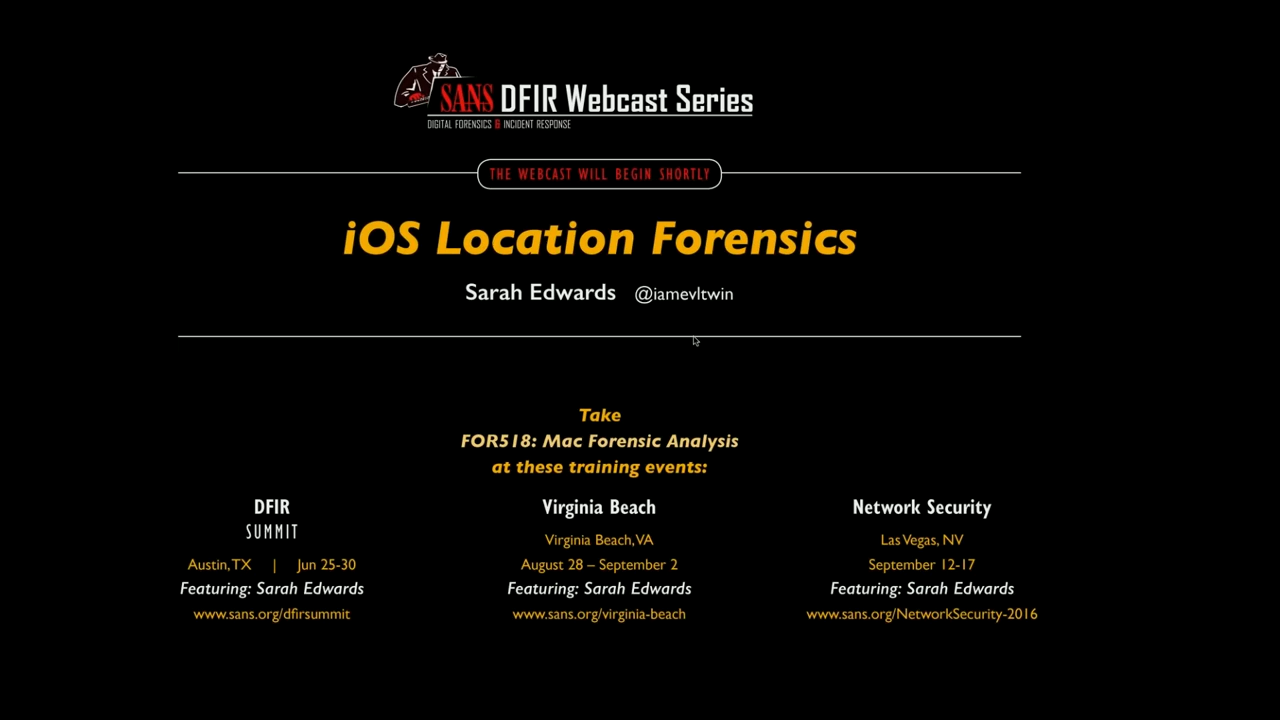 SANS DFIR Webcast Series
DIGITAL FORENSICS & INCIDENT RESPONSE
THE WEBCAST WILL BEGIN SHORTLY
iOS Location Forensics
Sarah Edwards @iamevltwin
Take
FOR518: Mac Forensic Analysis
at these training events:
DFIR
SUMMIT
Austin, TX | Jun 25-30
Featuring: Sarah Edwards
www.sans.org/dfirsummit
Virginia Beach
Virginia Beach, VA
August 28 – September 2
Featuring: Sarah Edwards
www.sans.org/virginia-beach
Network Security
Las Vegas, NV
September 12-17
Featuring: Sarah Edwards
www.sans.org/NetworkSecurity-2016